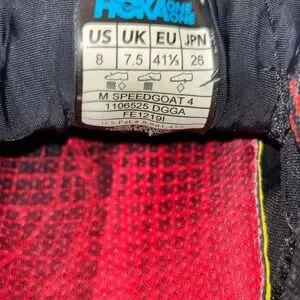 HOKA ONE ONE
US UK EU JPN
8 7.5 41⅓ 26
M SPEEDGOAT 4
1106525 DGGA
FE1219I